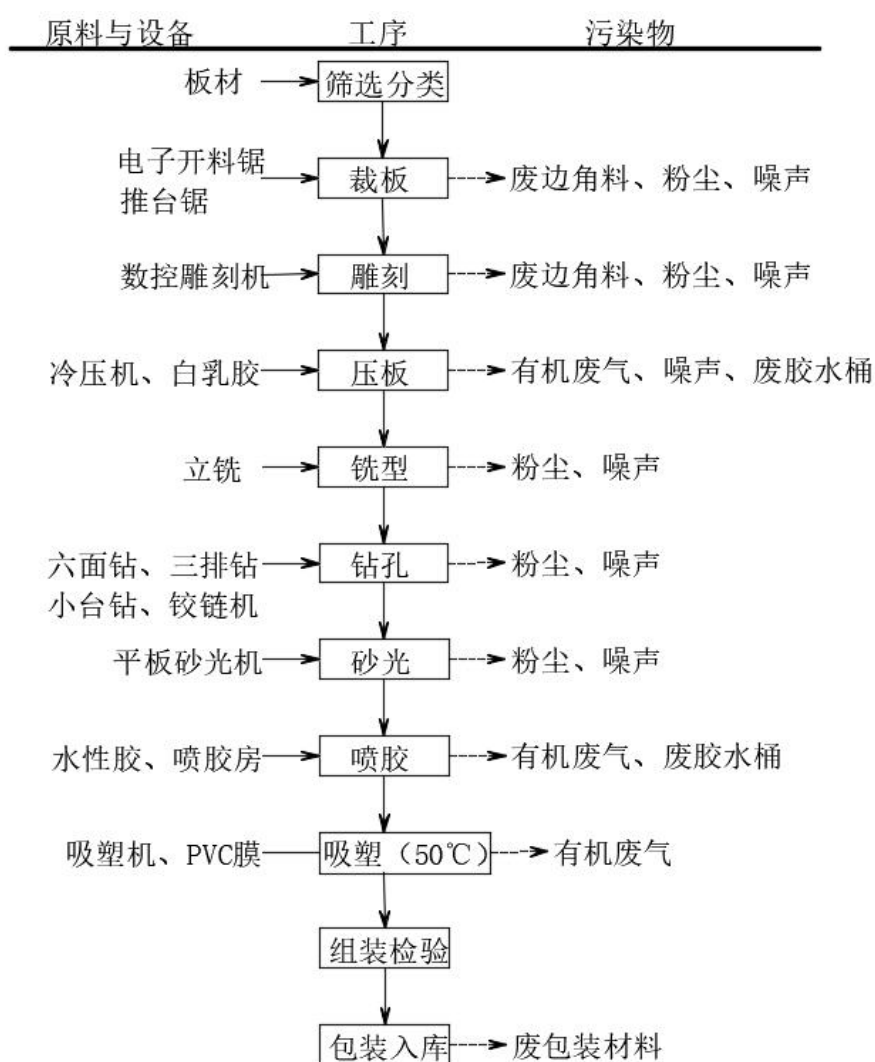 原料与设备 工序 污染物
板材 筛选分类
电子开料锯
推台锯 裁板 废边角料、粉尘、噪声
数控雕刻机 雕刻 废边角料、粉尘、噪声
冷压机、白乳胶 压板 有机废气、噪声、废胶水桶
立铣 铣型 粉尘、噪声
六面钻、三排钻 钻孔 粉尘、噪声
小台钻、铰链机
平板砂光机 砂光 粉尘、噪声
水性胶、喷胶房 喷胶 有机废气、废胶水桶
吸塑机、PVC膜 吸塑（50℃） 有机废气
组装检验
包装入库 废包装材料